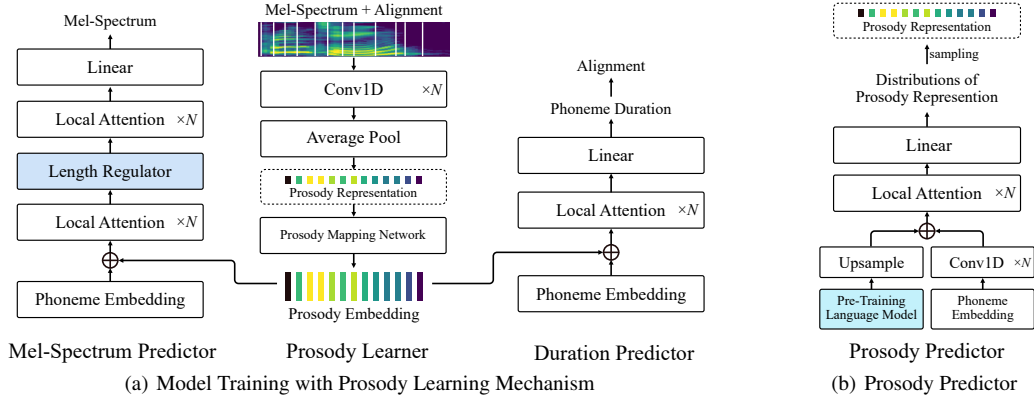 Mel-Spectrum
Linear
Local Attention ×N
Length Regulator
Local Attention ×N
Phoneme Embedding
Mel-Spectrum Predictor
Mel-Spectrum + Alignment
Conv1D ×N
Average Pool
Prosody Representation
Prosody Mapping Network
Prosody Embedding
Prosody Learner
Alignment
Phoneme Duration
Linear
Local Attention ×N
Phoneme Embedding
Duration Predictor
(a) Model Training with Prosody Learning Mechanism
Prosody Representation
sampling
Distributions of
Prosody Represention
Linear
Local Attention ×N
Upsample
Conv1D ×N
Pre-Training
Language Model
Phoneme
Embedding
Prosody Predictor
(b) Prosody Predictor